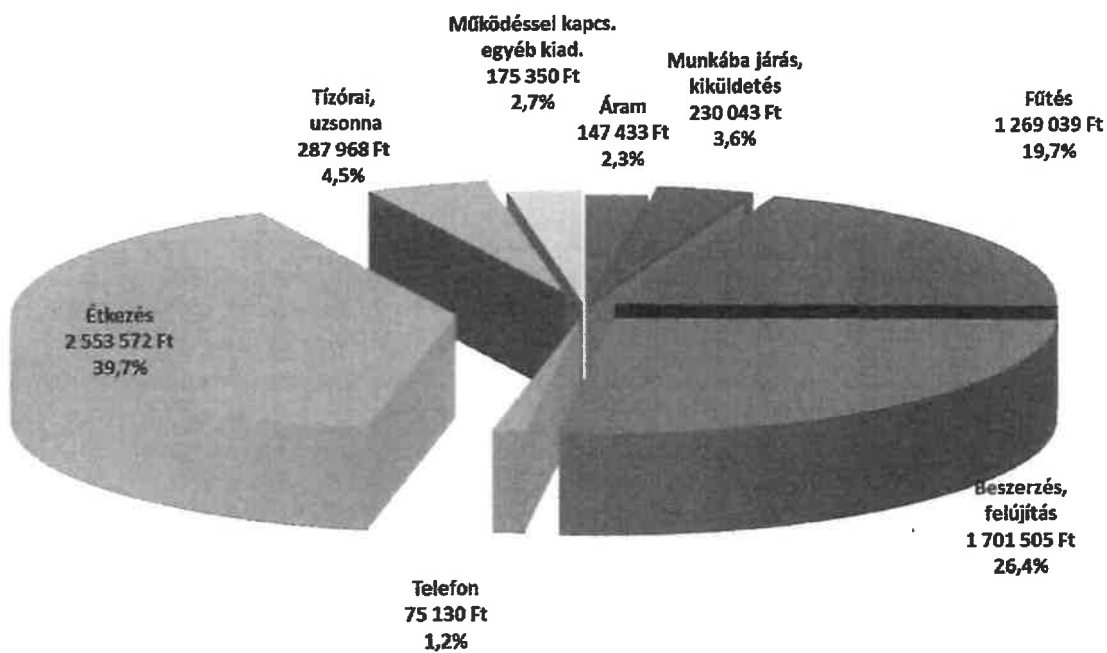 Működéssel kapcs.
egyéb kiad.
175 350 Ft
2,7%
Munkába járás,
kiküldetés
230 043 Ft
3,6%
Tízórai,
uzsonna
287 968 Ft
4,5%
Áram
147 433 Ft
2,3%
Fűtés
1 269 039 Ft
19,7%
Étkezés
2 553 572 Ft
39,7%
Beszerzés,
felújítás
1 701 505 Ft
26,4%
Telefon
75 130 Ft
1,2%